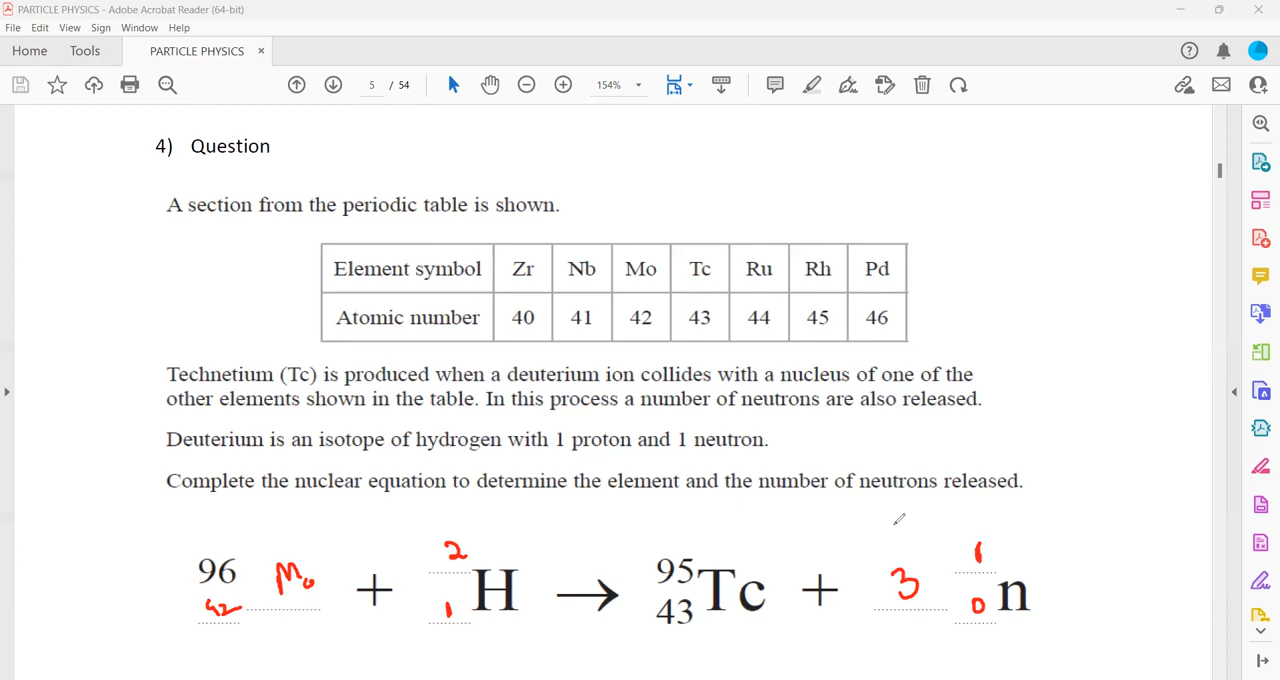 PARTICLE PHYSICS - Adobe Acrobat Reader (64-bit)
File Edit View Sign Window Help
Home Tools PARTICLE PHYSICS ×
5 / 54 154%
4) Question
A section from the periodic table is shown.
Element symbol Zr Nb Mo Tc Ru Rh Pd
Atomic number 40 41 42 43 44 45 46
Technetium (Tc) is produced when a deuterium ion collides with a nucleus of one of the
other elements shown in the table. In this process a number of neutrons are also released.
Deuterium is an isotope of hydrogen with 1 proton and 1 neutron.
Complete the nuclear equation to determine the element and the number of neutrons released.
96 2 95 1
Mo + H → Tc + 3 n
42 1 43 0